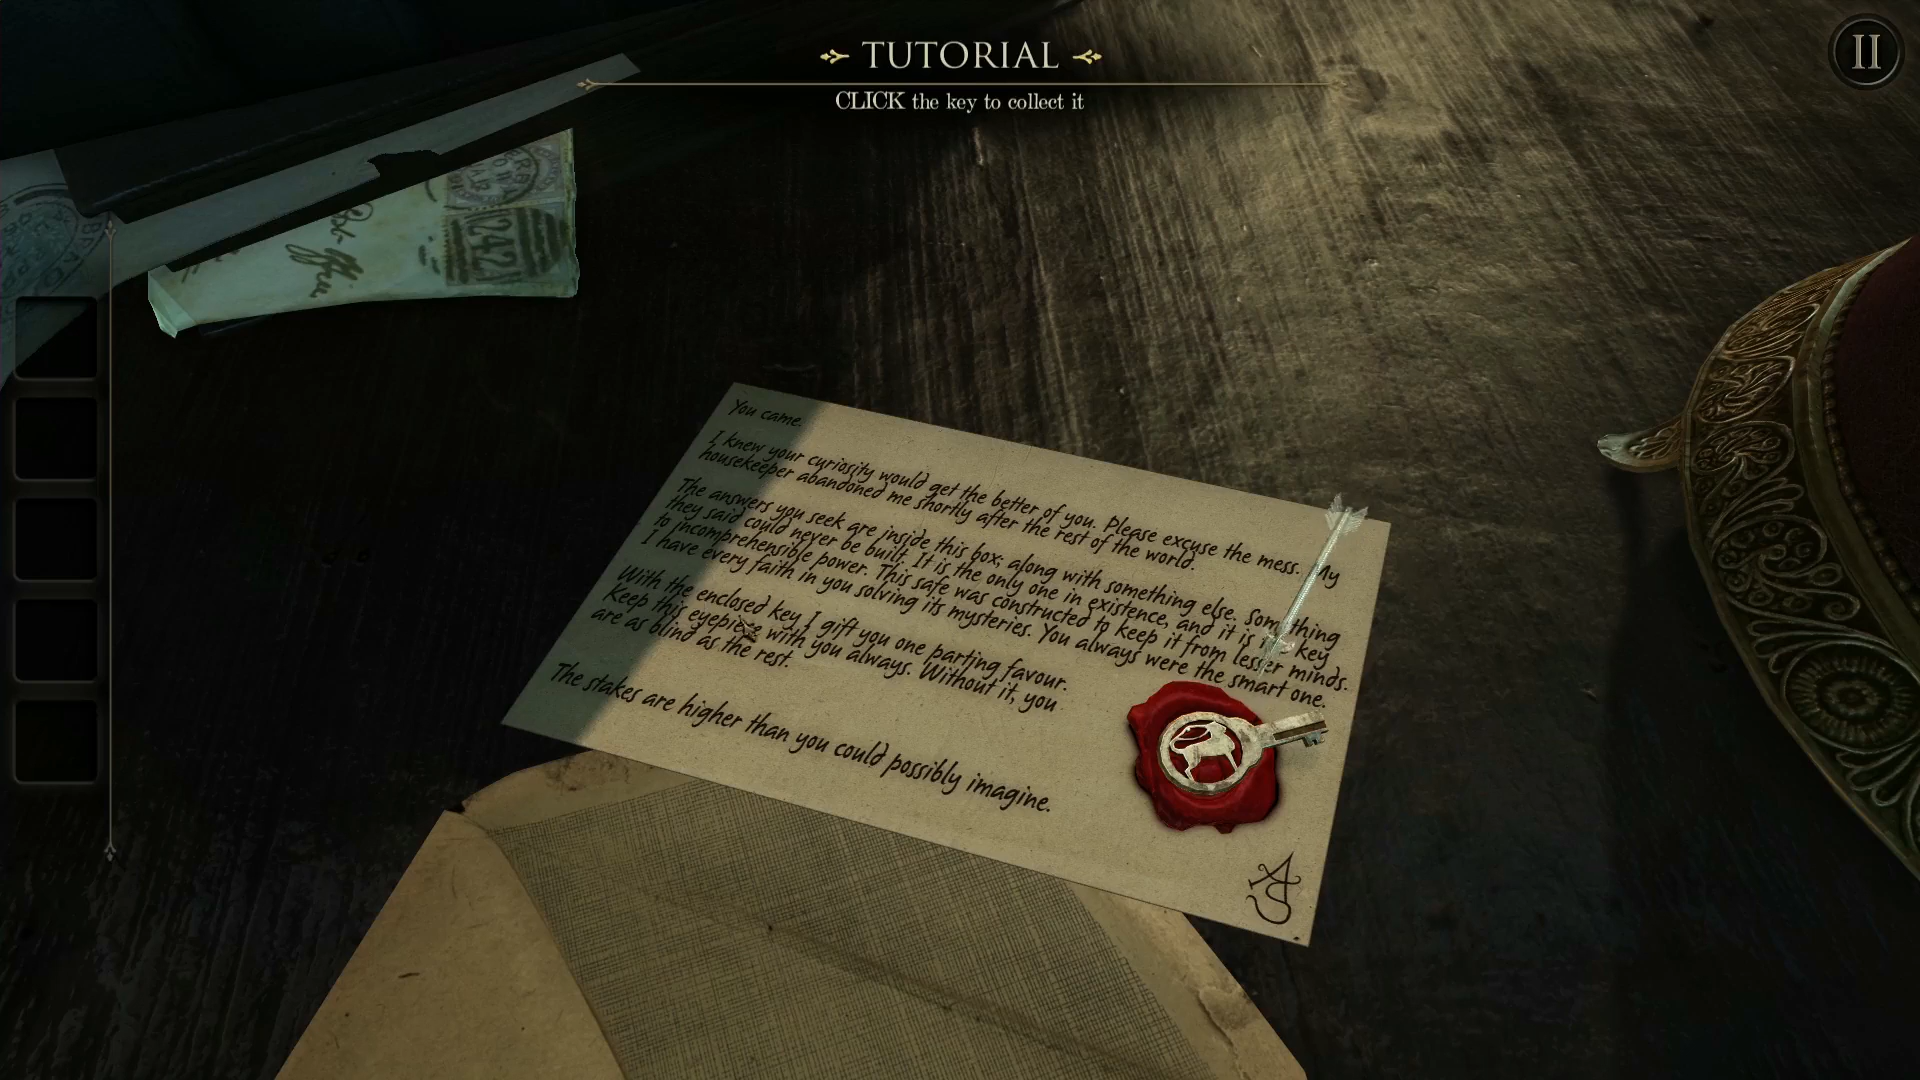 TUTORIAL
CLICK the key to collect it
Post-Office
1242
You came.
I knew your curiosity would get the better of you. Please excuse the mess. My
housekeeper abandoned me shortly after the rest of the world.
The answers you seek are inside this box; along with something else. Something
they said could never be built. It is the only one in existence, and it is the key
to incomprehensible power. This safe was constructed to keep it from lesser minds.
I have every faith in you solving its mysteries. You always were the smart one.
With the enclosed key I gift you one parting favour.
Keep this eyepiece with you always. Without it, you
are as blind as the rest.
The stakes are higher than you could possibly imagine.